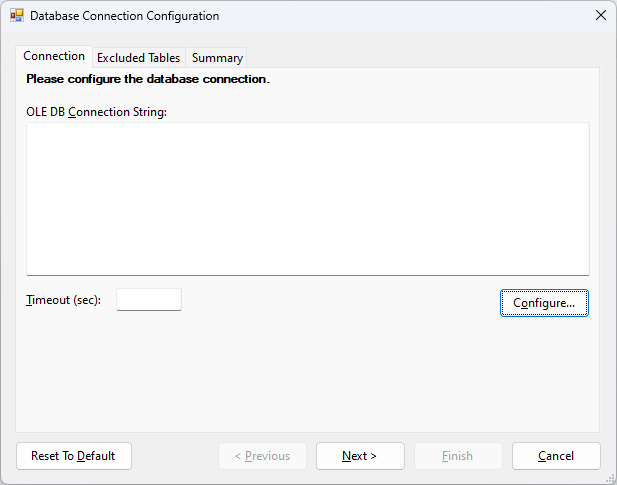 Database Connection Configuration
Connection Excluded Tables Summary
Please configure the database connection.
OLE DB Connection String:
Timeout (sec):
Configure...
Reset To Default < Previous Next > Finish Cancel